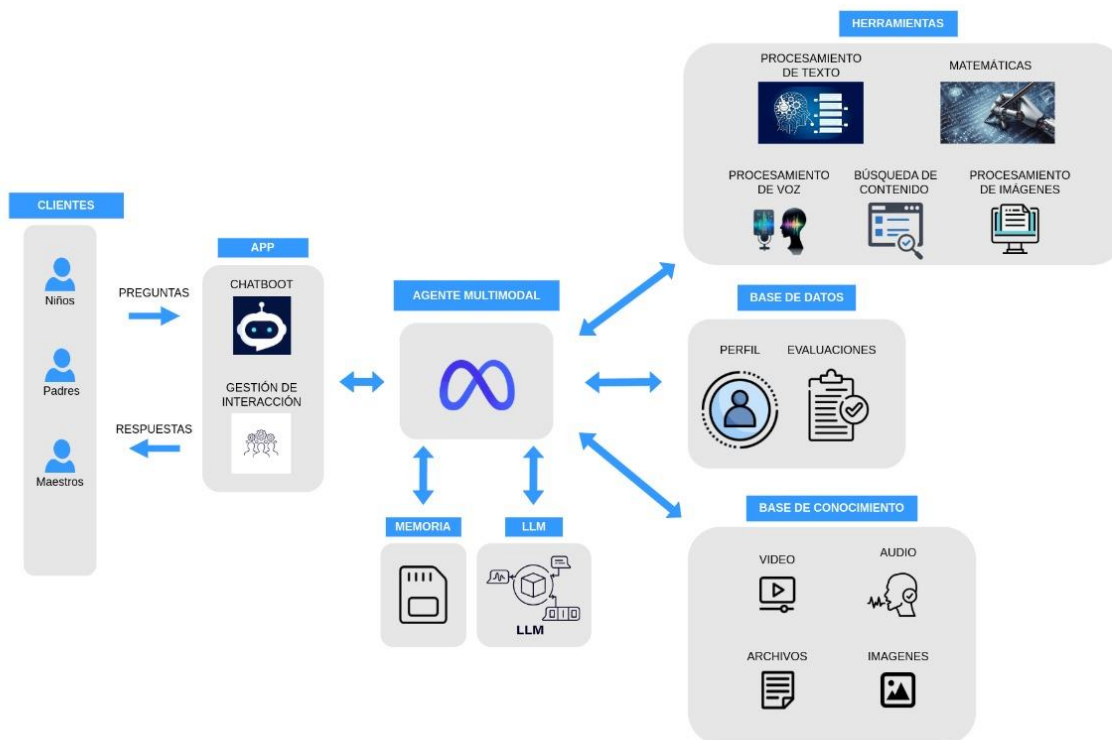 HERRAMIENTAS
PROCESAMIENTO
DE TEXTO
MATEMÁTICAS
PROCESAMIENTO
DE VOZ
BÚSQUEDA DE
CONTENIDO
PROCESAMIENTO
DE IMÁGENES
CLIENTES
Niños
Padres
Maestros
PREGUNTAS
RESPUESTAS
APP
CHATBOOT
GESTIÓN DE
INTERACCIÓN
AGENTE MULTIMODAL
MEMORIA
LLM
LLM
BASE DE DATOS
PERFIL
EVALUACIONES
BASE DE CONOCIMIENTO
VIDEO
AUDIO
ARCHIVOS
IMAGENES